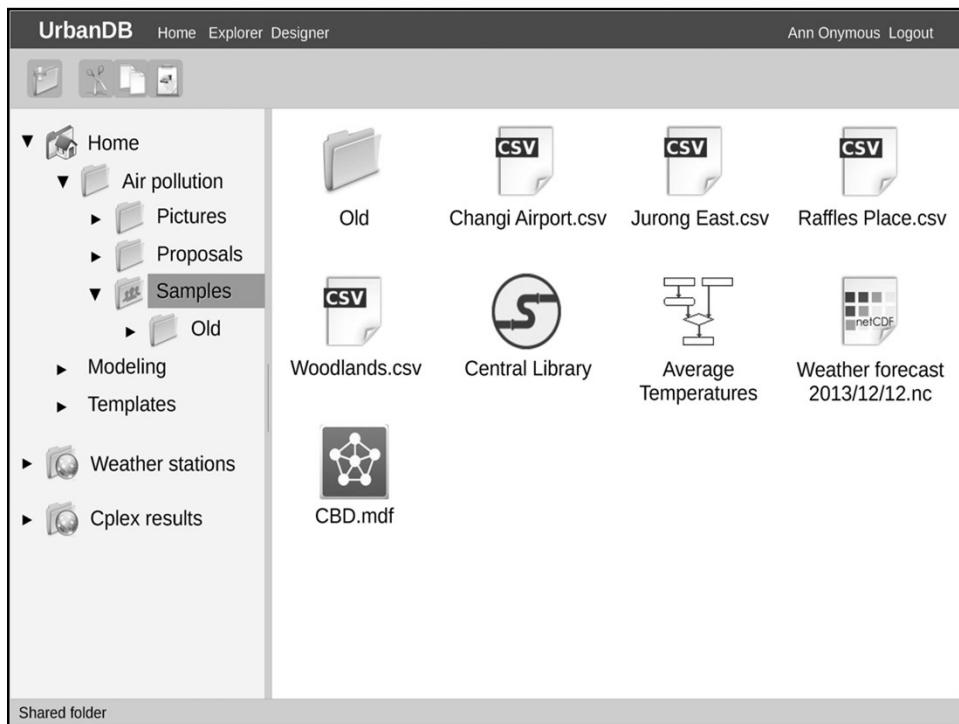 UrbanDB Home Explorer Designer Ann Onymous Logout
Home
Air pollution
Pictures
Proposals
Samples
Old
Modeling
Templates
Weather stations
Cplex results
Old
CSV
Changi Airport.csv
CSV
Jurong East.csv
CSV
Raffles Place.csv
CSV
Woodlands.csv
S
Central Library
Average
Temperatures
netCDF
Weather forecast
2013/12/12.nc
CBD.mdf
Shared folder